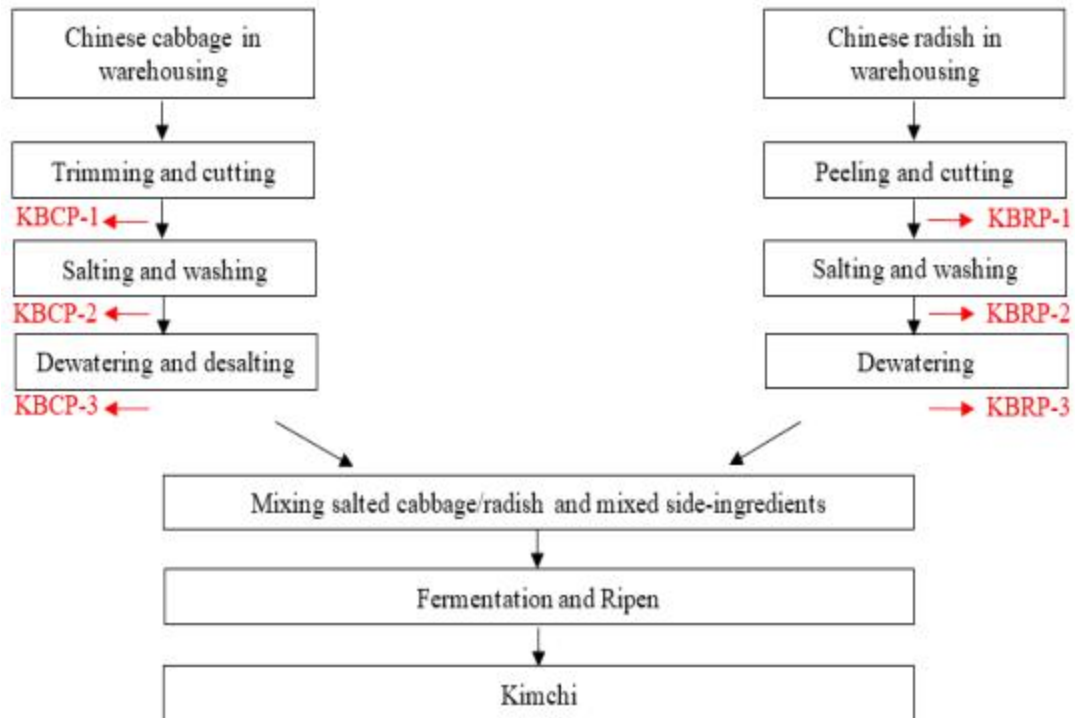 Chinese cabbage in
warehousing
Chinese radish in
warehousing
Trimming and cutting
Peeling and cutting
KBCP-1
KBRP-1
Salting and washing
Salting and washing
KBCP-2
KBRP-2
Dewatering and desalting
Dewatering
KBCP-3
KBRP-3
Mixing salted cabbage/radish and mixed side-ingredients
Fermentation and Ripen
Kimchi